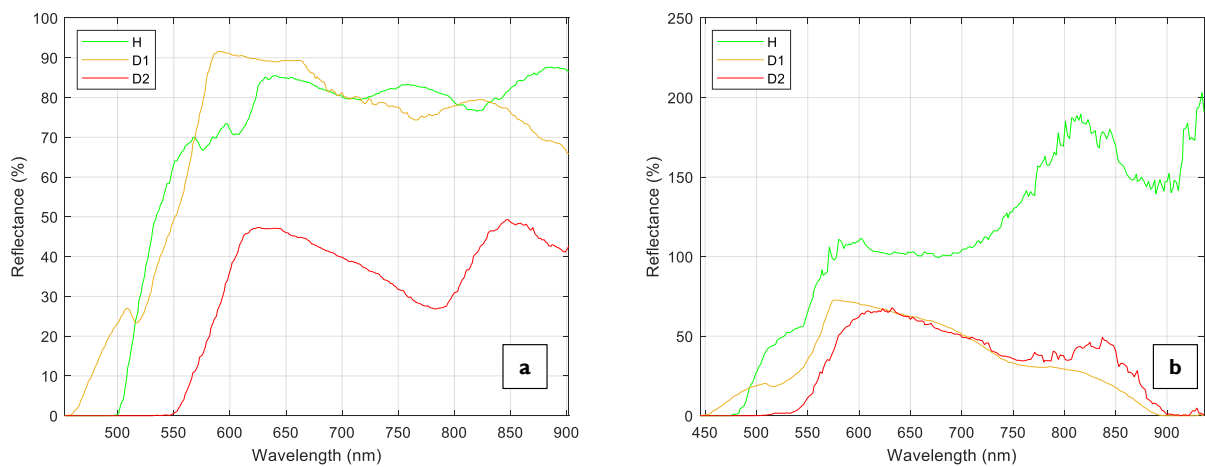 100
90
80
70
60
50
40
30
20
10
0
Reflectance (%)
H
D1
D2
a
500 550 600 650 700 750 800 850 900
Wavelength (nm)
250
200
150
100
50
0
Reflectance (%)
H
D1
D2
b
450 500 550 600 650 700 750 800 850 900
Wavelength (nm)